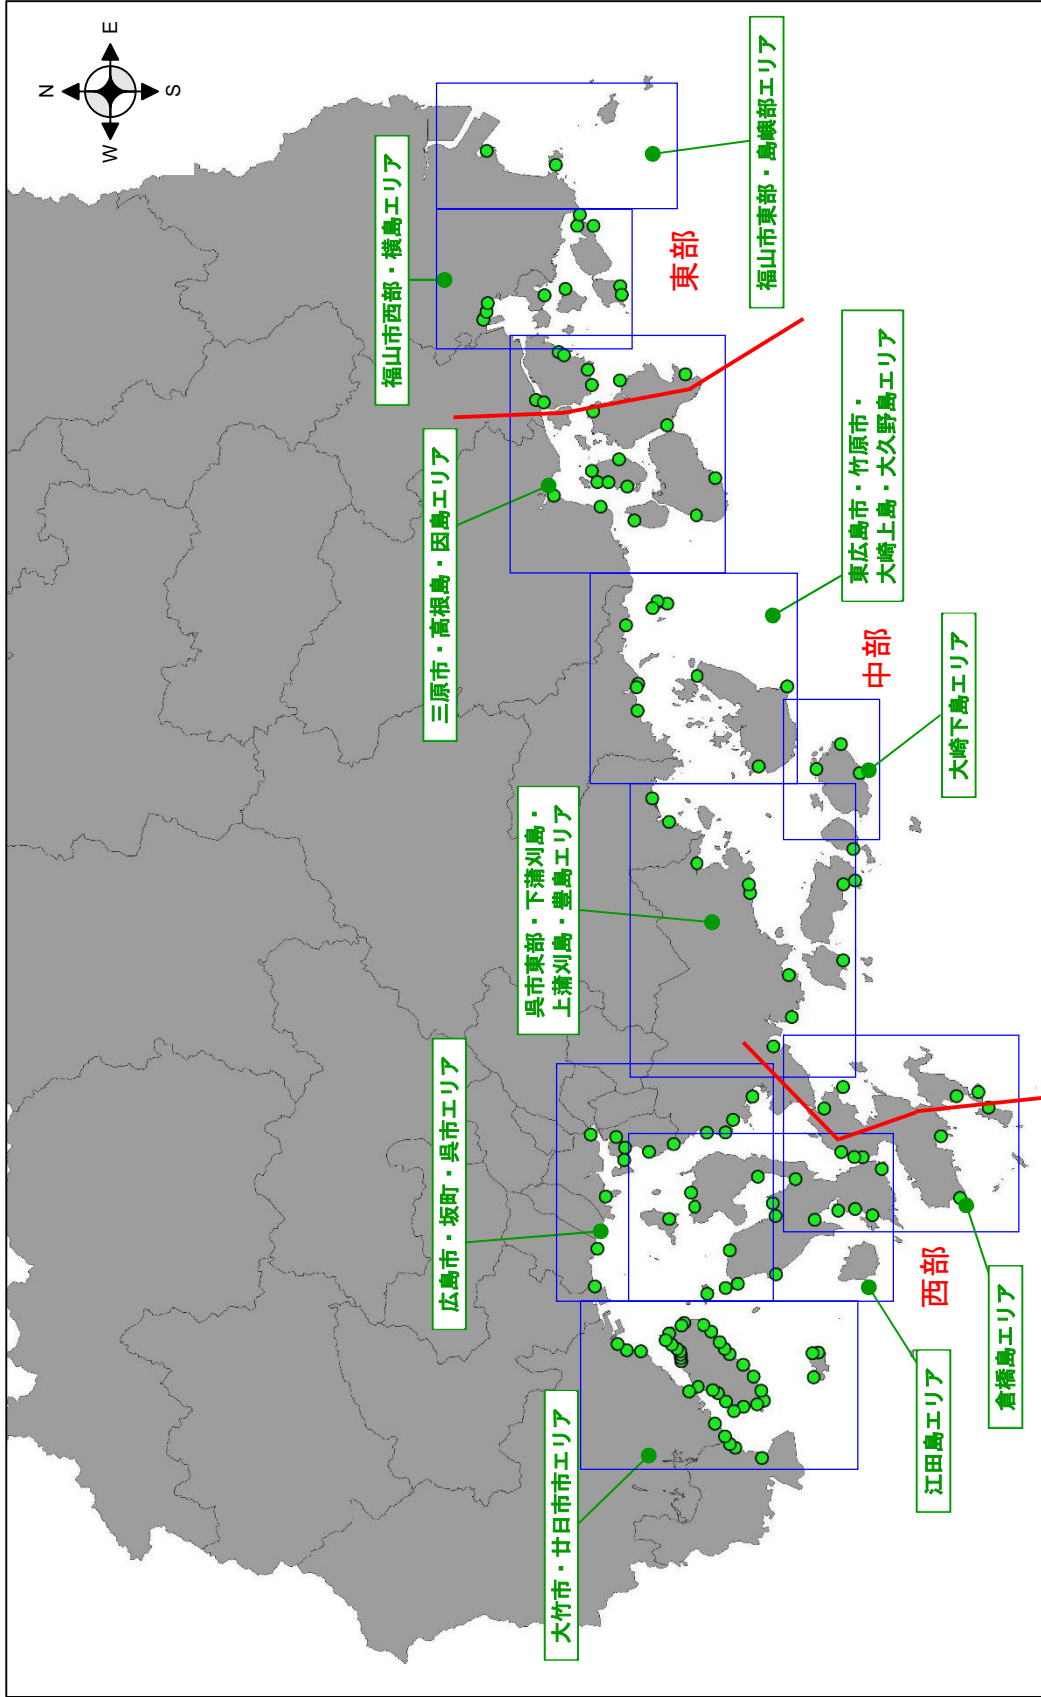 N
W
E
S
福山市西部・横島エリア
福山市東部・島嶼部エリア
東部
三原市・高根島・因島エリア
東広島市・竹原市・
大崎上島・大久野島エリア
中部
大崎下島エリア
呉市東部・下蒲刈島・
上蒲刈島・豊島エリア
広島市・坂町・呉市エリア
西部
倉橋島エリア
江田島エリア
大竹市・廿日市市エリア